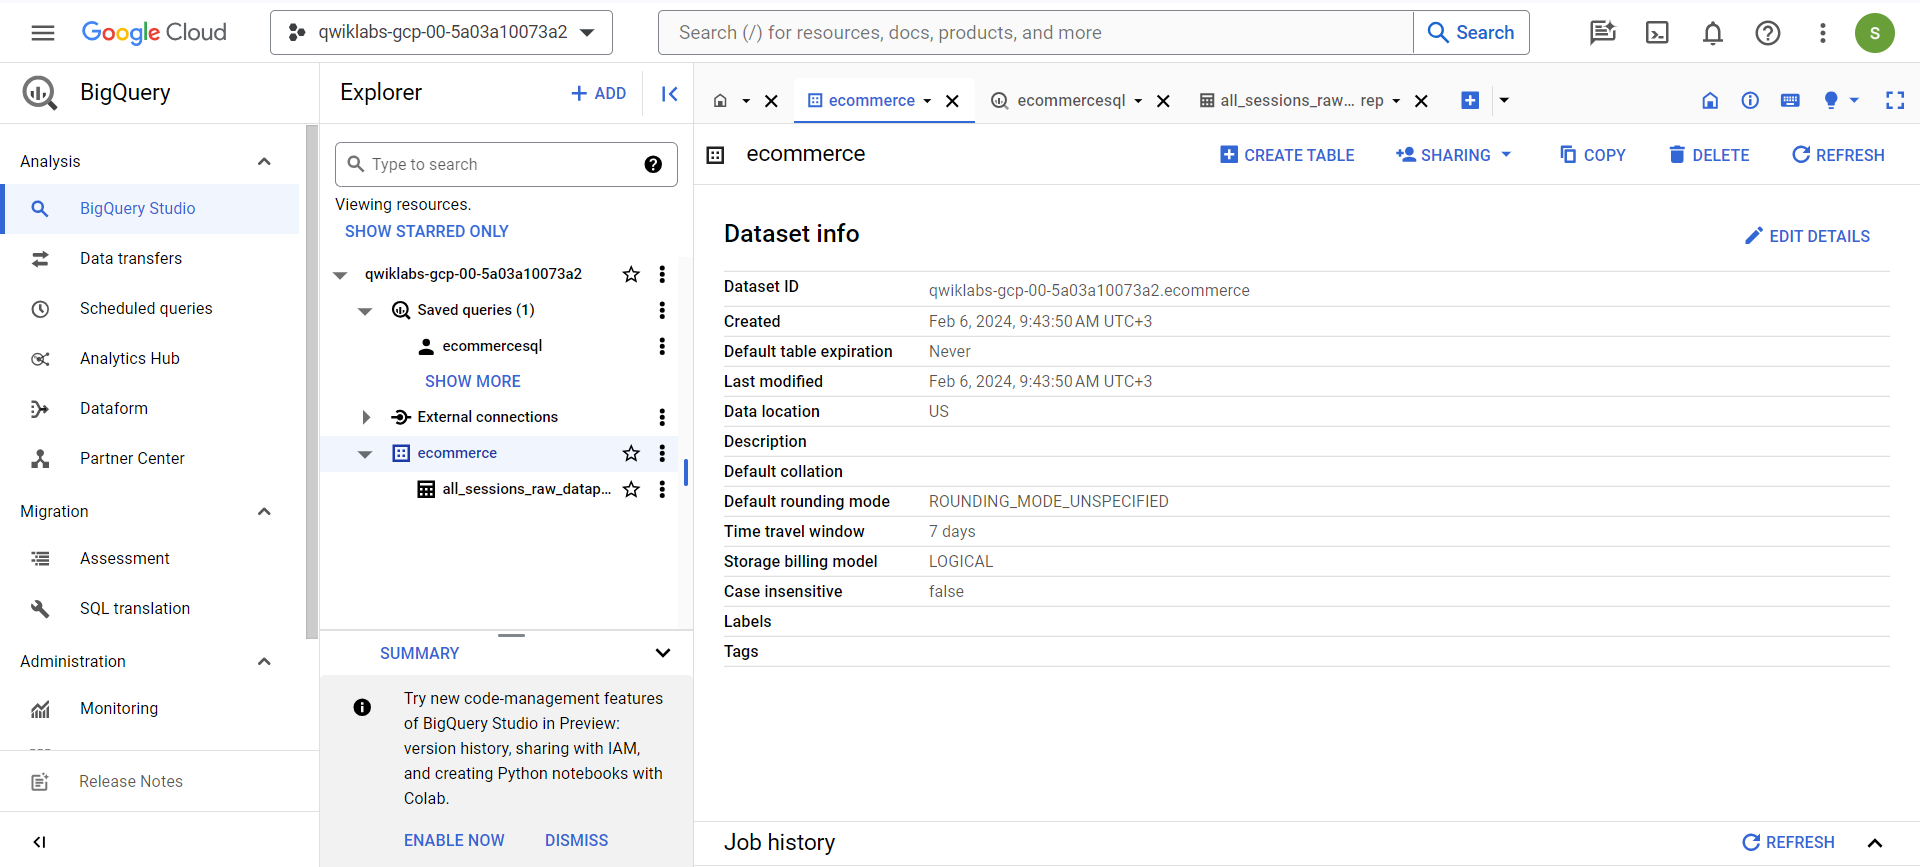 Google Cloud
qwiklabs-gcp-00-5a03a10073a2
Search (/) for resources, docs, products, and more
Search
S
BigQuery
Analysis
BigQuery Studio
Data transfers
Scheduled queries
Analytics Hub
Dataform
Partner Center
Migration
Assessment
SQL translation
Administration
Monitoring
Release Notes
Explorer
ADD
Type to search
Viewing resources.
SHOW STARRED ONLY
qwiklabs-gcp-00-5a03a10073a2
Saved queries (1)
ecommercesql
SHOW MORE
External connections
ecommerce
all_sessions_raw_datap...
SUMMARY
Try new code-management features
of BigQuery Studio in Preview:
version history, sharing with IAM,
and creating Python notebooks with
Colab.
ENABLE NOW DISMISS
ecommerce
ecommercesql
all_sessions_raw... rep
ecommerce
CREATE TABLE
SHARING
COPY
DELETE
REFRESH
Dataset info
EDIT DETAILS
Dataset ID qwiklabs-gcp-00-5a03a10073a2.ecommerce
Created Feb 6, 2024, 9:43:50 AM UTC+3
Default table expiration Never
Last modified Feb 6, 2024, 9:43:50 AM UTC+3
Data location US
Description
Default collation
Default rounding mode ROUNDING_MODE_UNSPECIFIED
Time travel window 7 days
Storage billing model LOGICAL
Case insensitive false
Labels
Tags
Job history
REFRESH